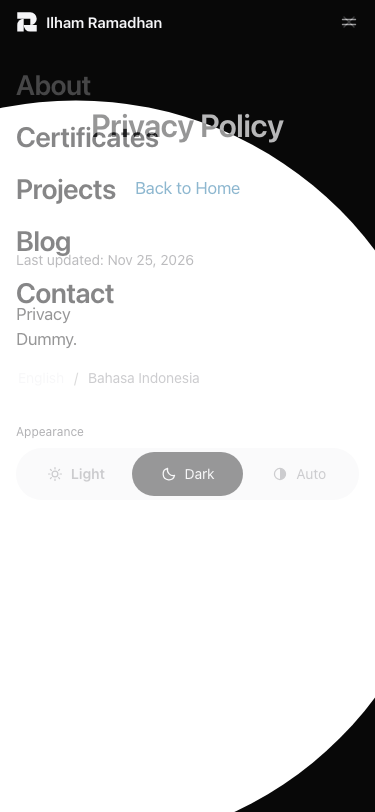 Ilham Ramadhan
About
Privacy Policy
Certificates
Projects
Back to Home
Blog
Last updated: Nov 25, 2026
Contact
Privacy
Dummy.
English / Bahasa Indonesia
Appearance
Light
Dark
Auto